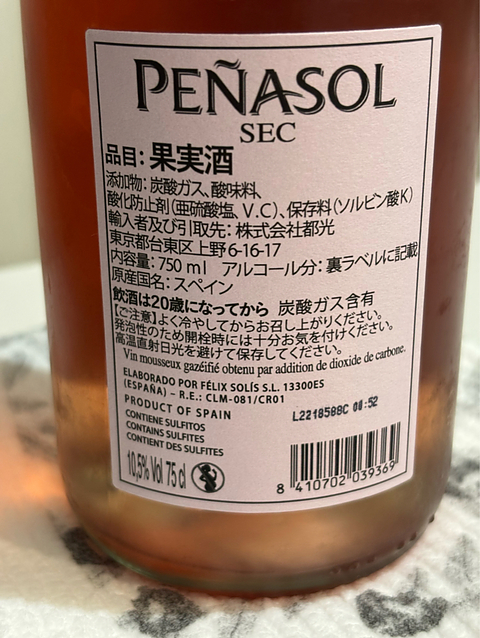 PEÑASOL
SEC
品目：果実酒
添加物：炭酸ガス、酸味料、
酸化防止剤（亜硫酸塩、V.C）、保存料（ソルビン酸K）
輸入者及び引取先：株式会社都光
東京都台東区上野6-16-17
内容量：750ml アルコール分：裏ラベルに記載
原産国名：スペイン
飲酒は20歳になってから 炭酸ガス含有
【ご注意】よく冷やしてからお召し上がりください。
発泡性のため開栓時には十分お気を付けください。
高温直射日光を避けて保存してください。
Vin mousseux gazéifié obtenu par addition de dioxide de carbone.
ELABORADO POR FÉLIX SOLÍS S.L. 13300ES
(ESPAÑA) – R.E.: CLM-081/CR01
PRODUCT OF SPAIN
L2218588C 00:52
CONTIENE SULFITOS
CONTAINS SULFITES
CONTIENT DES SULFITES
10,5% Vol 75 cl
8 410702 039369